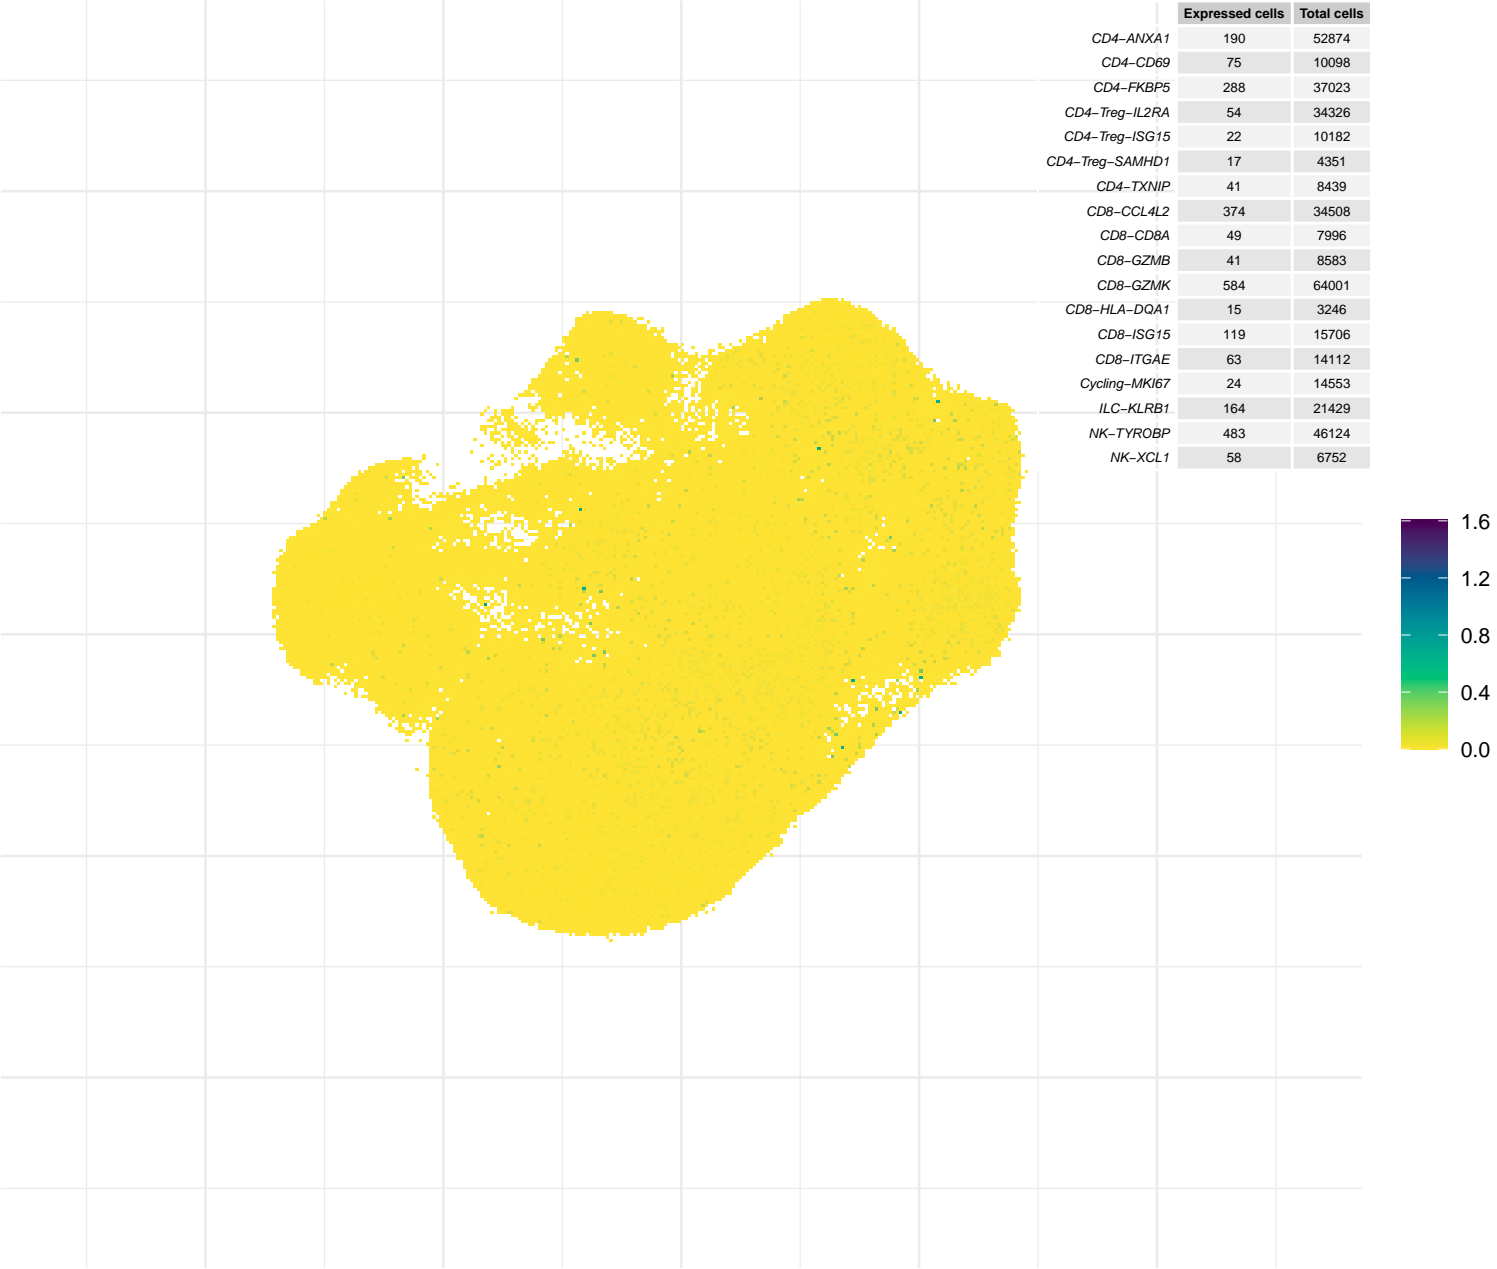 Expressed cells Total cells
CD4−ANXA1 190 52874
CD4−CD69 75 10098
CD4−FKBP5 288 37023
CD4−Treg−IL2RA 54 34326
CD4−Treg−ISG15 22 10182
CD4−Treg−SAMHD1 17 4351
CD4−TXNIP 41 8439
CD8−CCL4L2 374 34508
CD8−CD8A 49 7996
CD8−GZMB 41 8583
CD8−GZMK 584 64001
CD8−HLA−DQA1 15 3246
CD8−ISG15 119 15706
CD8−ITGAE 63 14112
Cycling−MKI67 24 14553
ILC−KLRB1 164 21429
NK−TYROBP 483 46124
NK−XCL1 58 6752
1.6
1.2
0.8
0.4
0.0